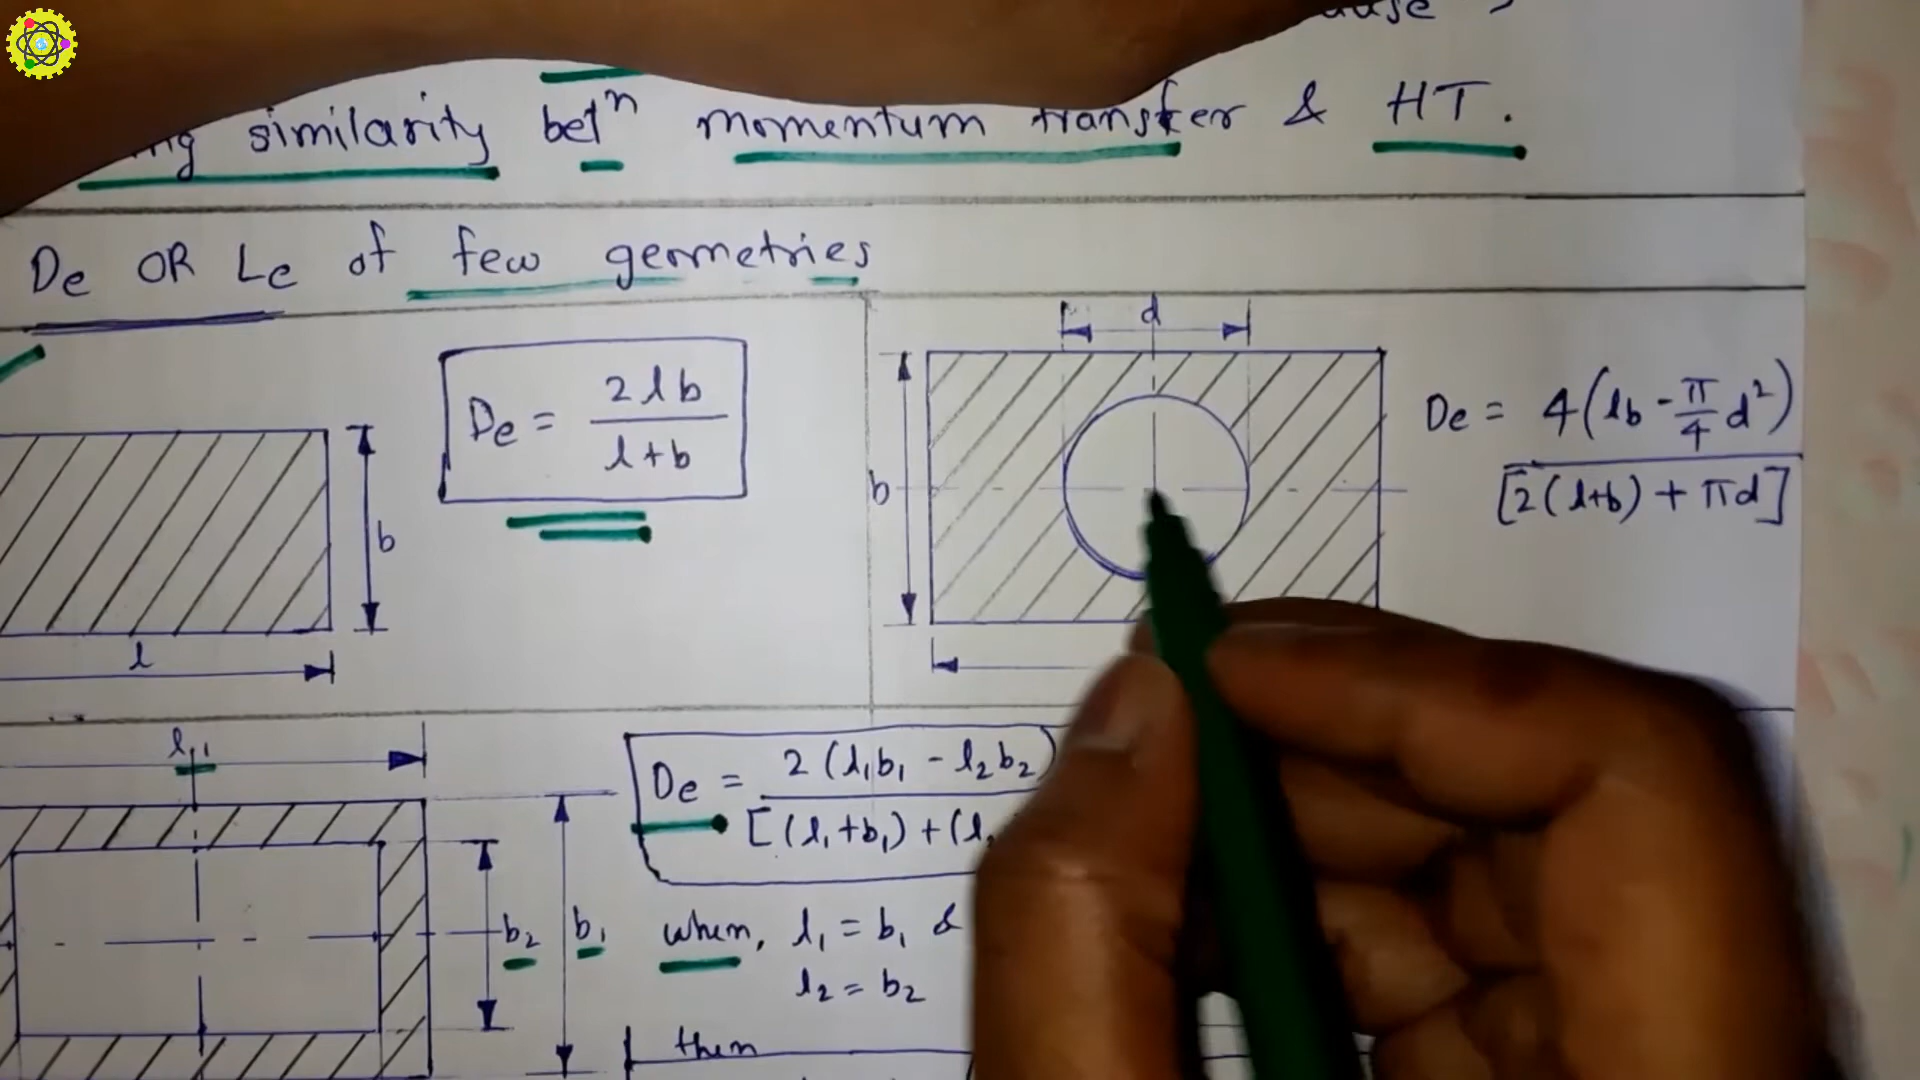 similarity betⁿ momentum transfer & HT.
De OR Le of few geometries
d
De = 2lb / l+b
b
l
b
De = 4(lb - π/4 d²) / [2(l+b) + πd]
l₁
De = 2(l₁b₁ - l₂b₂) / [(l₁+b₁) + (l₂
b₂
b₁
when, l₁ = b₁ &
l₂ = b₂
then